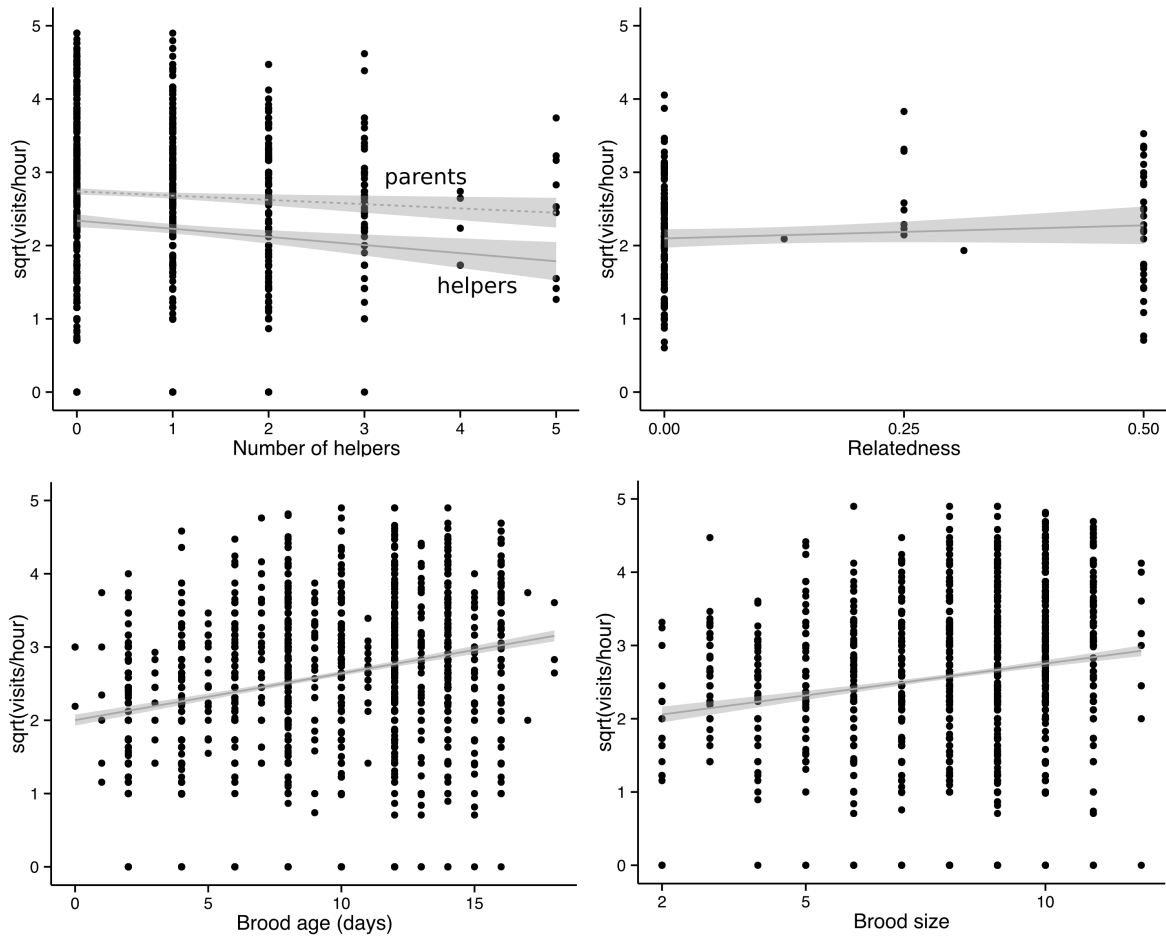 5
4
3
2
1
0
sqrt(visits/hour)
parents
helpers
0 1 2 3 4 5
Number of helpers
5
4
3
2
1
0
sqrt(visits/hour)
0.00 0.25 0.50
Relatedness
5
4
3
2
1
0
sqrt(visits/hour)
0 5 10 15
Brood age (days)
5
4
3
2
1
0
sqrt(visits/hour)
2 5 10
Brood size